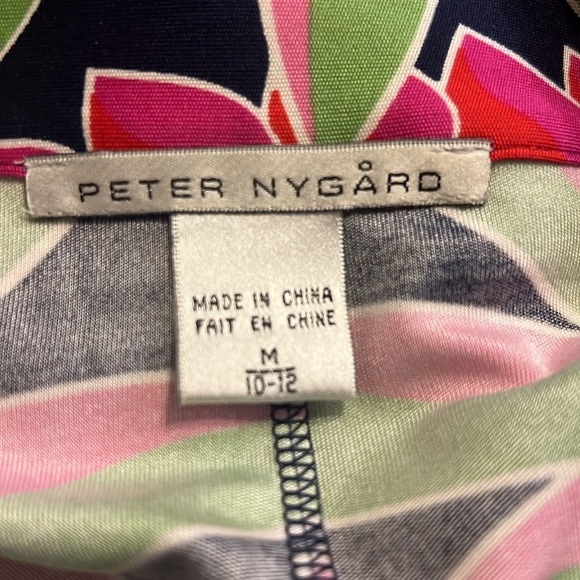 PETER NYGÅRD
MADE IN CHINA
FAIT EN CHINE
M
10-12